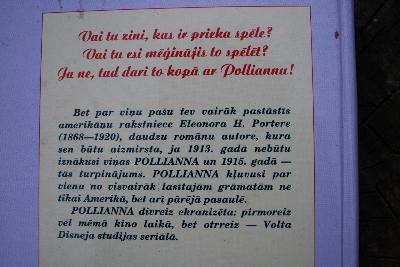 Vai tu zini, kas ir prieka spēle?
Vai tu esi mēģinājis to spēlēt?
Ja ne, tad dari to kopā ar Polliannu!
Bet par viņu pašu tev vairāk pastāstīs
amerikāņu rakstniece Eleonora H. Portere
(1868—1920), daudzu romānu autore, kura
sen būtu aizmirsta, ja 1913. gadā nebūtu
iznākusi viņas POLLIANNA un 1915. gadā —
tās turpinājums. POLLIANNA kļuvusi par
vienu no visvairāk lasītajām grāmatām ne
tikai Amerikā, bet arī pārējā pasaulē.
POLLIANNA divreiz ekranizēta: pirmoreiz
vēl mēmā kino laikā, bet otrreiz — Volta
Disneja studijas seriālā.